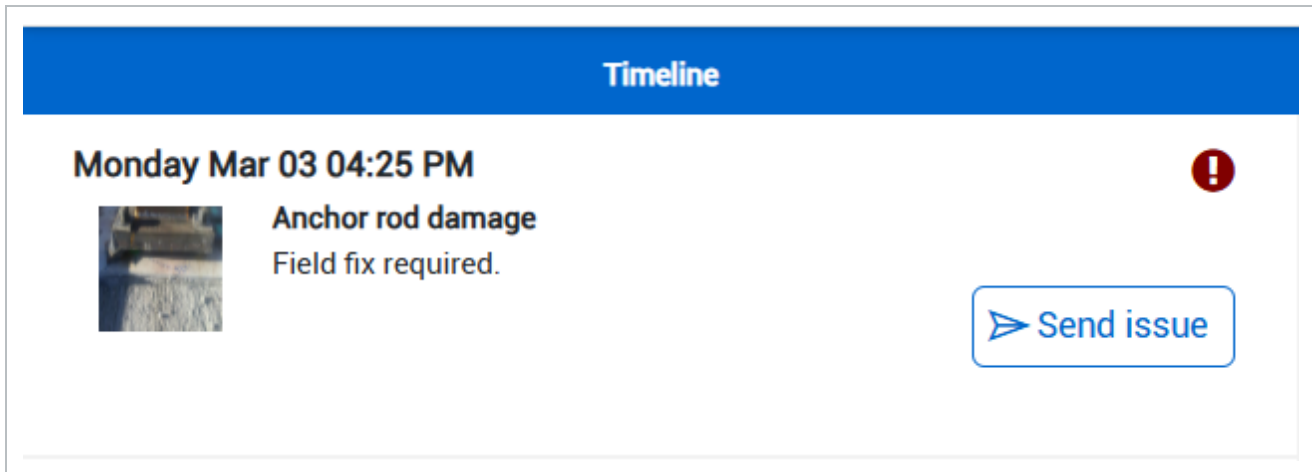 Timeline
Monday Mar 03 04:25 PM
Anchor rod damage
Field fix required.
Send issue